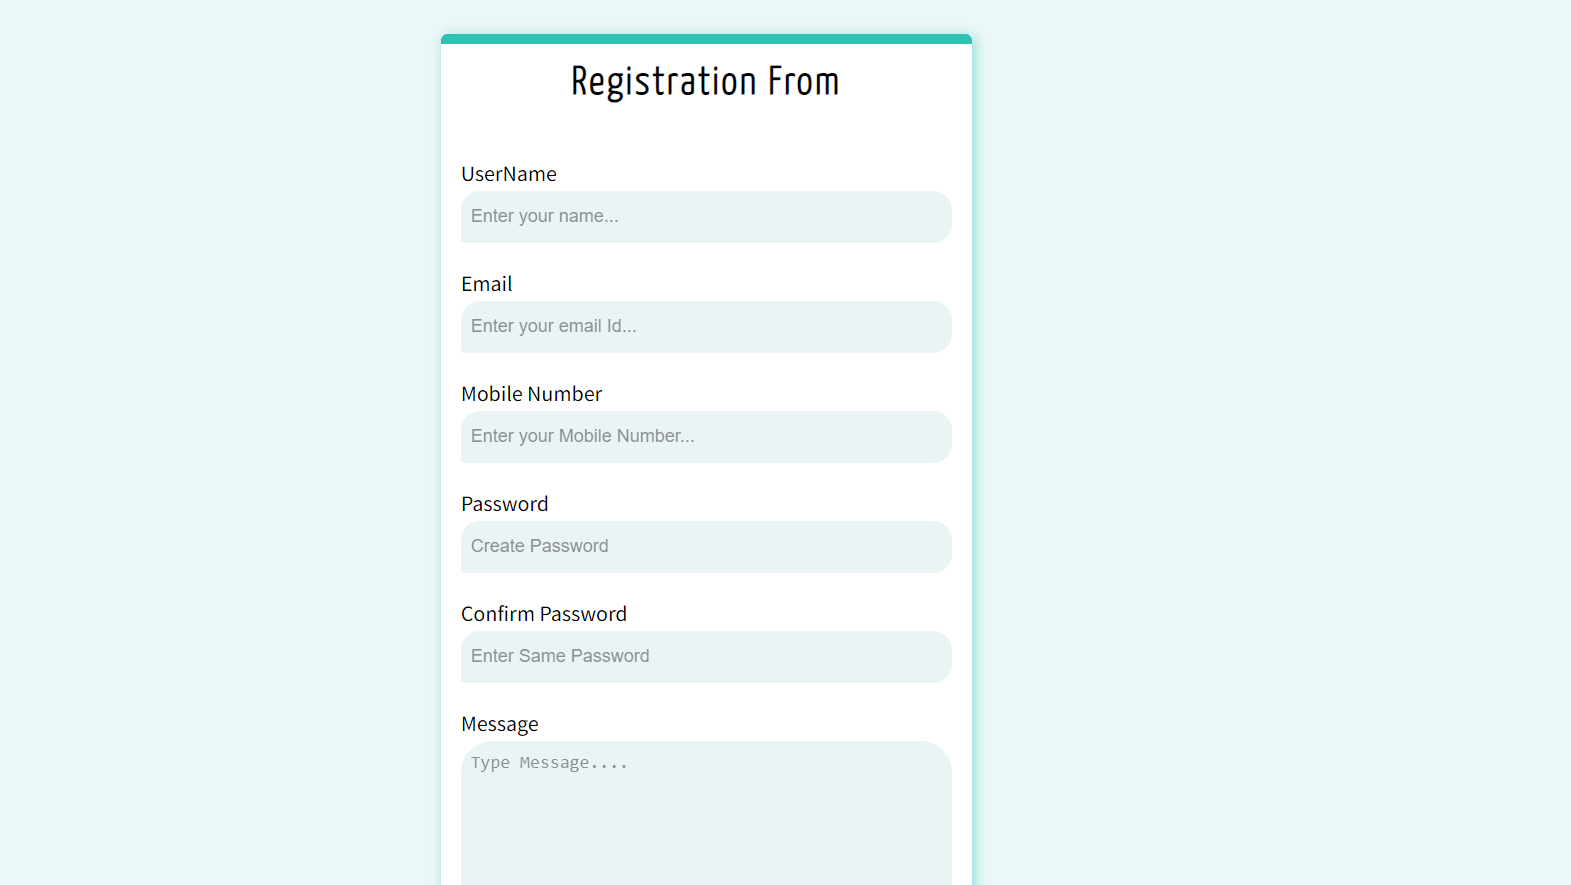 Registration From
UserName
Enter your name...
Email
Enter your email Id...
Mobile Number
Enter your Mobile Number...
Password
Create Password
Confirm Password
Enter Same Password
Message
Type Message....